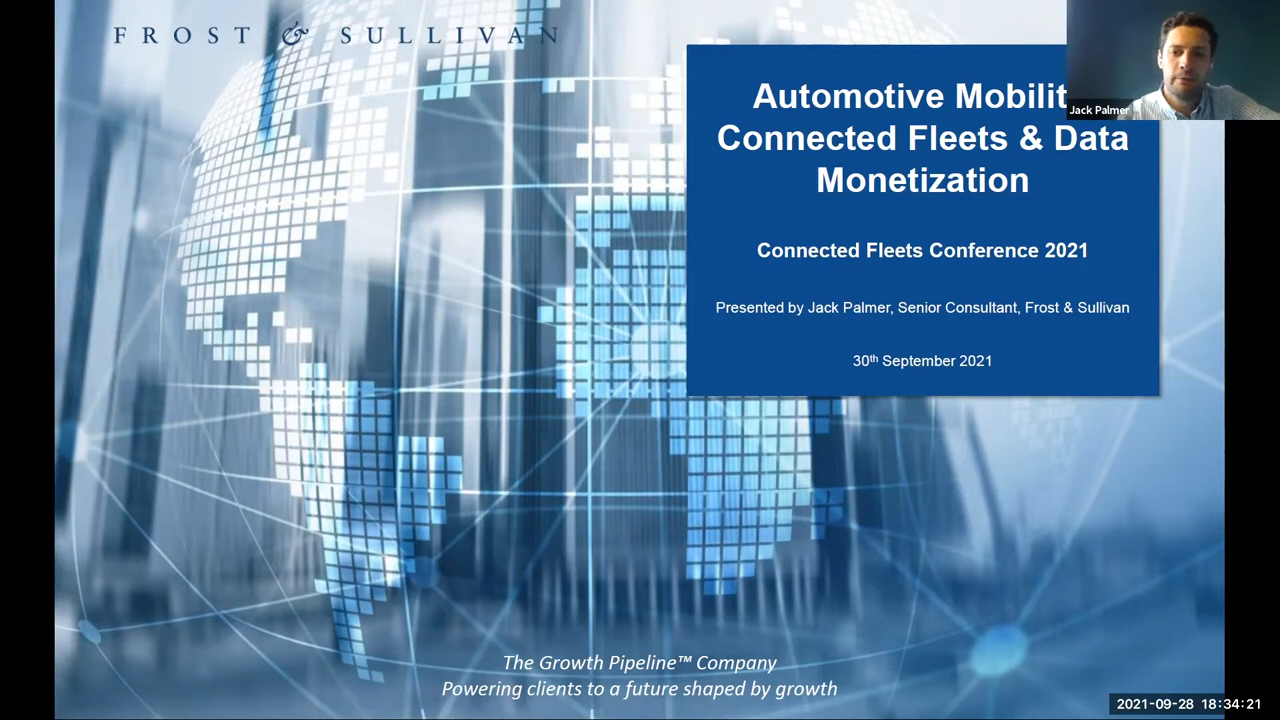 FROST & SULLIVAN
Automotive Mobilit
Connected Fleets & Data
Monetization
Jack Palmer
Connected Fleets Conference 2021
Presented by Jack Palmer, Senior Consultant, Frost & Sullivan
30th September 2021
The Growth Pipeline™ Company
Powering clients to a future shaped by growth
2021-09-28 18:34:21